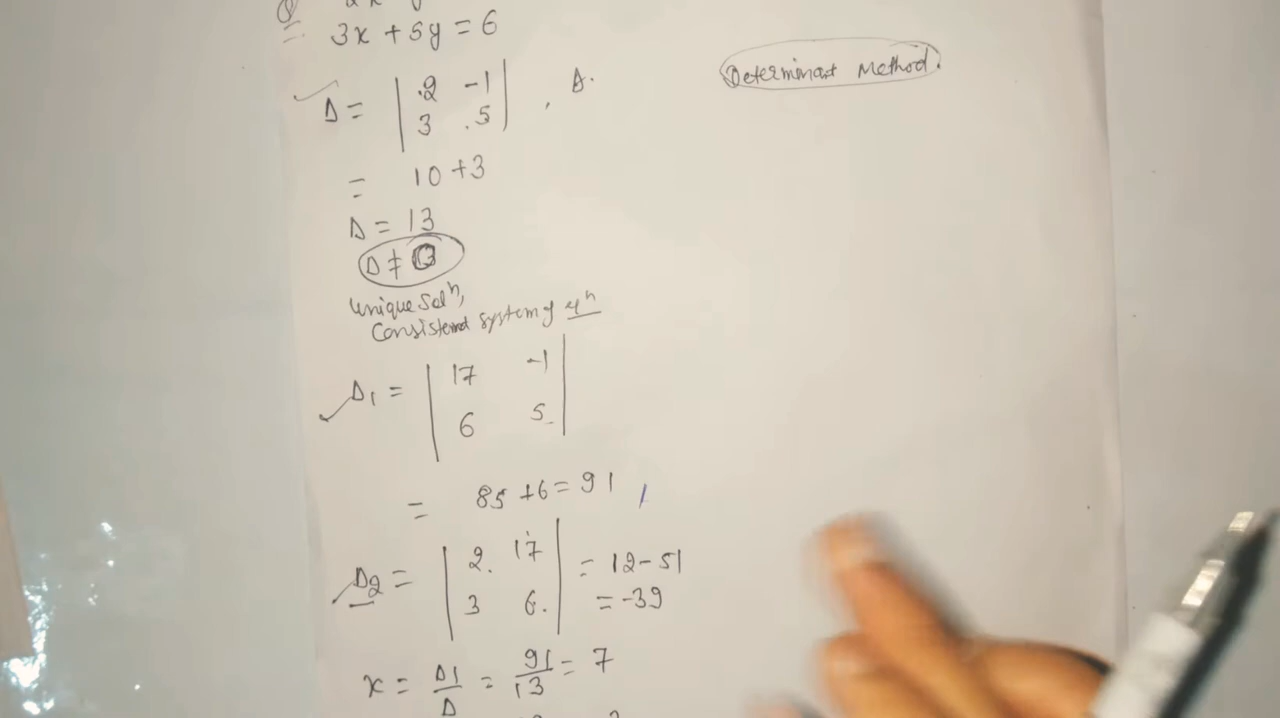 3x + 5y = 6
Determinant Method.
Δ = | 2 -1 |
| 3 5 | , Δ.
= 10 + 3
Δ = 13
Δ ≠ 0
Unique Solⁿ,
Consistent system of eqⁿ
Δ₁ = | 17 -1 |
| 6 5 |
= 85 + 6 = 91
Δ₂ = | 2 17 | = 12 - 51
| 3 6 | = -39
x = Δ1/Δ = 91/13 = 7